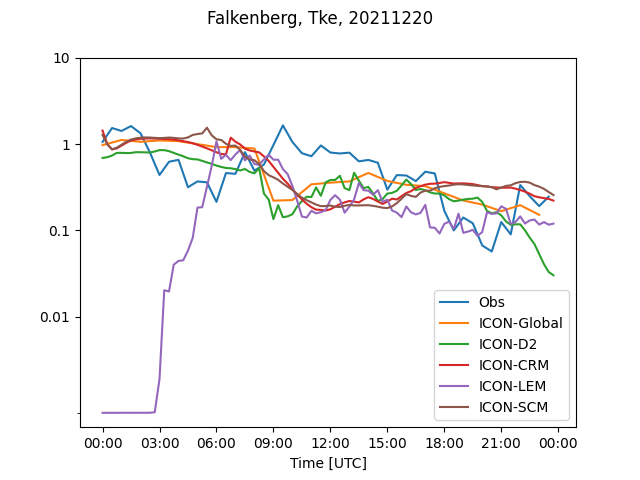 Falkenberg, Tke, 20211220
10
1
0.1
0.01
Obs
ICON-Global
ICON-D2
ICON-CRM
ICON-LEM
ICON-SCM
00:00 03:00 06:00 09:00 12:00 15:00 18:00 21:00 00:00
Time [UTC]